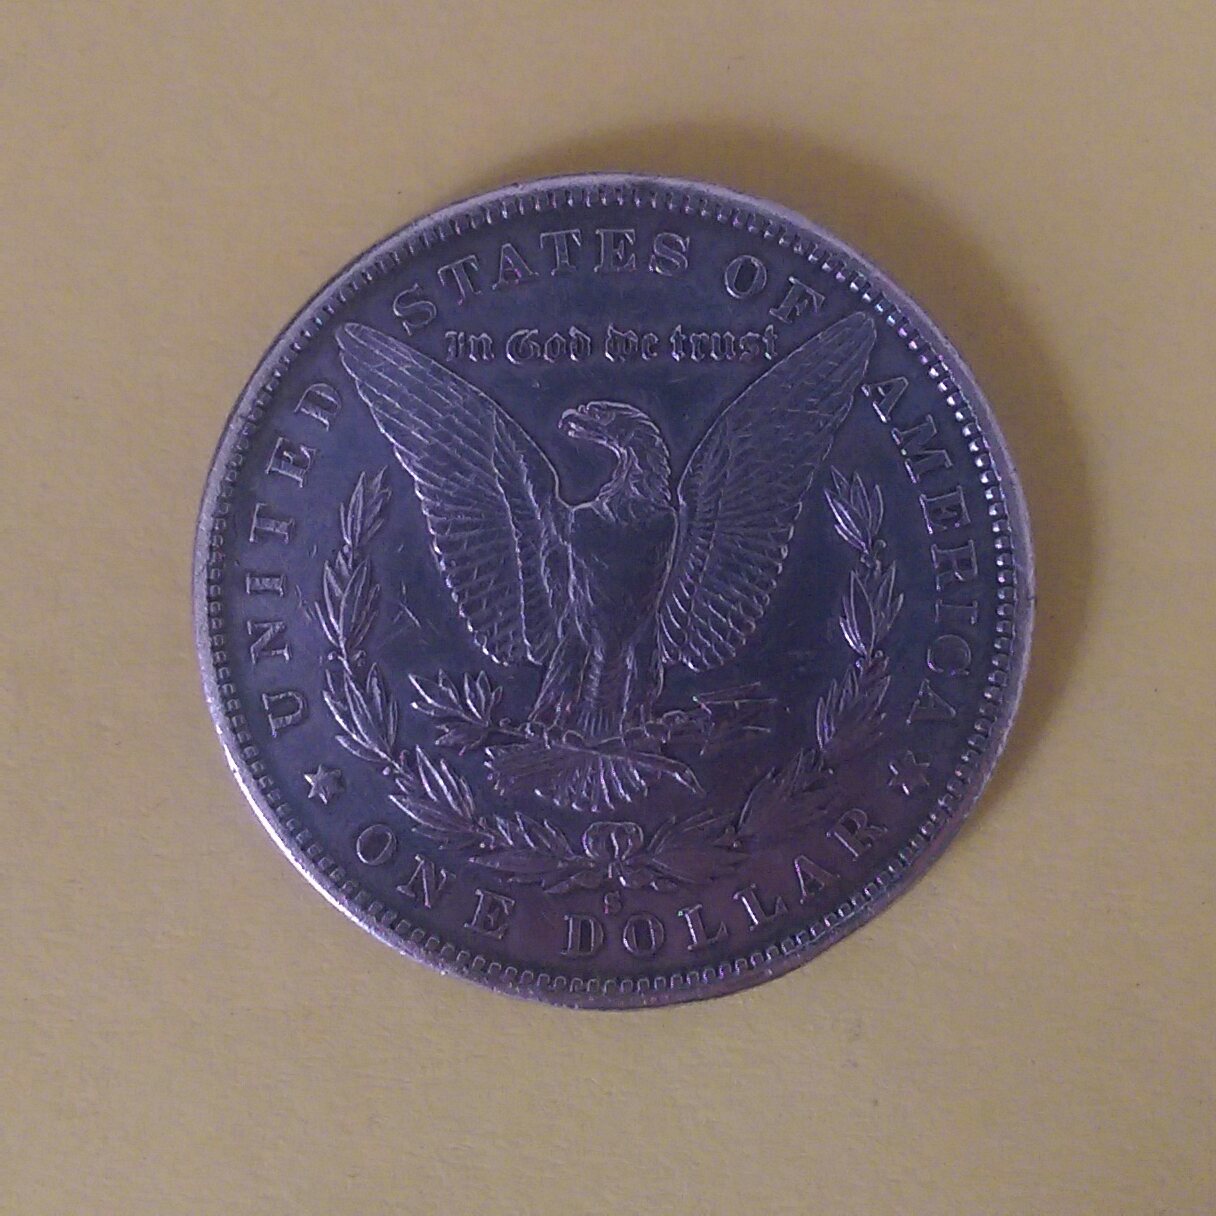 UNITED STATES OF AMERICA
In God we trust
S
ONE DOLLAR